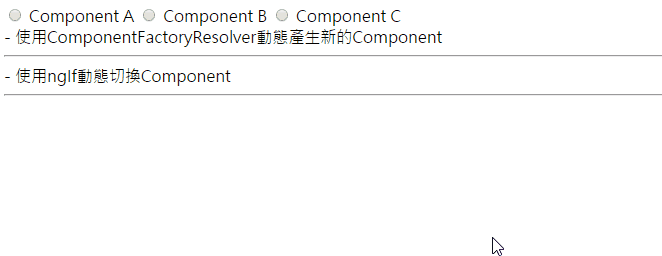 Component A Component B Component C
- 使用ComponentFactoryResolver動態產生新的Component
- 使用ngIf動態切換Component